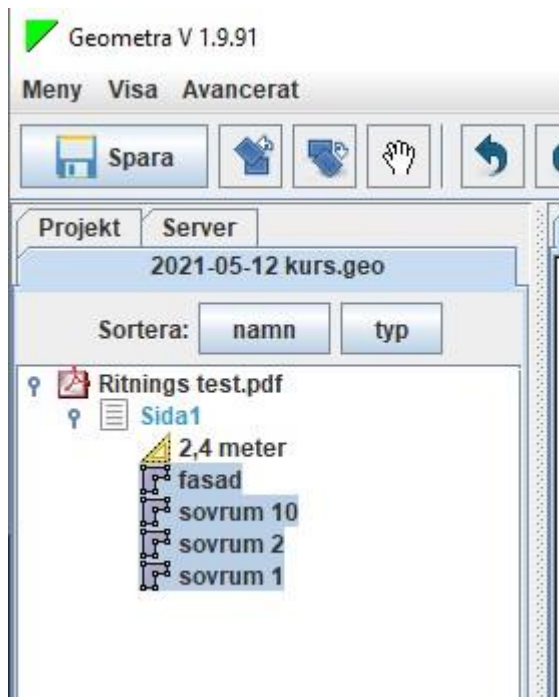 Geometra V 1.9.91
Meny Visa Avancerat
Spara
Projekt Server
2021-05-12 kurs.geo
Sortera: namn typ
Ritnings test.pdf
Sida1
2,4 meter
fasad
sovrum 10
sovrum 2
sovrum 1